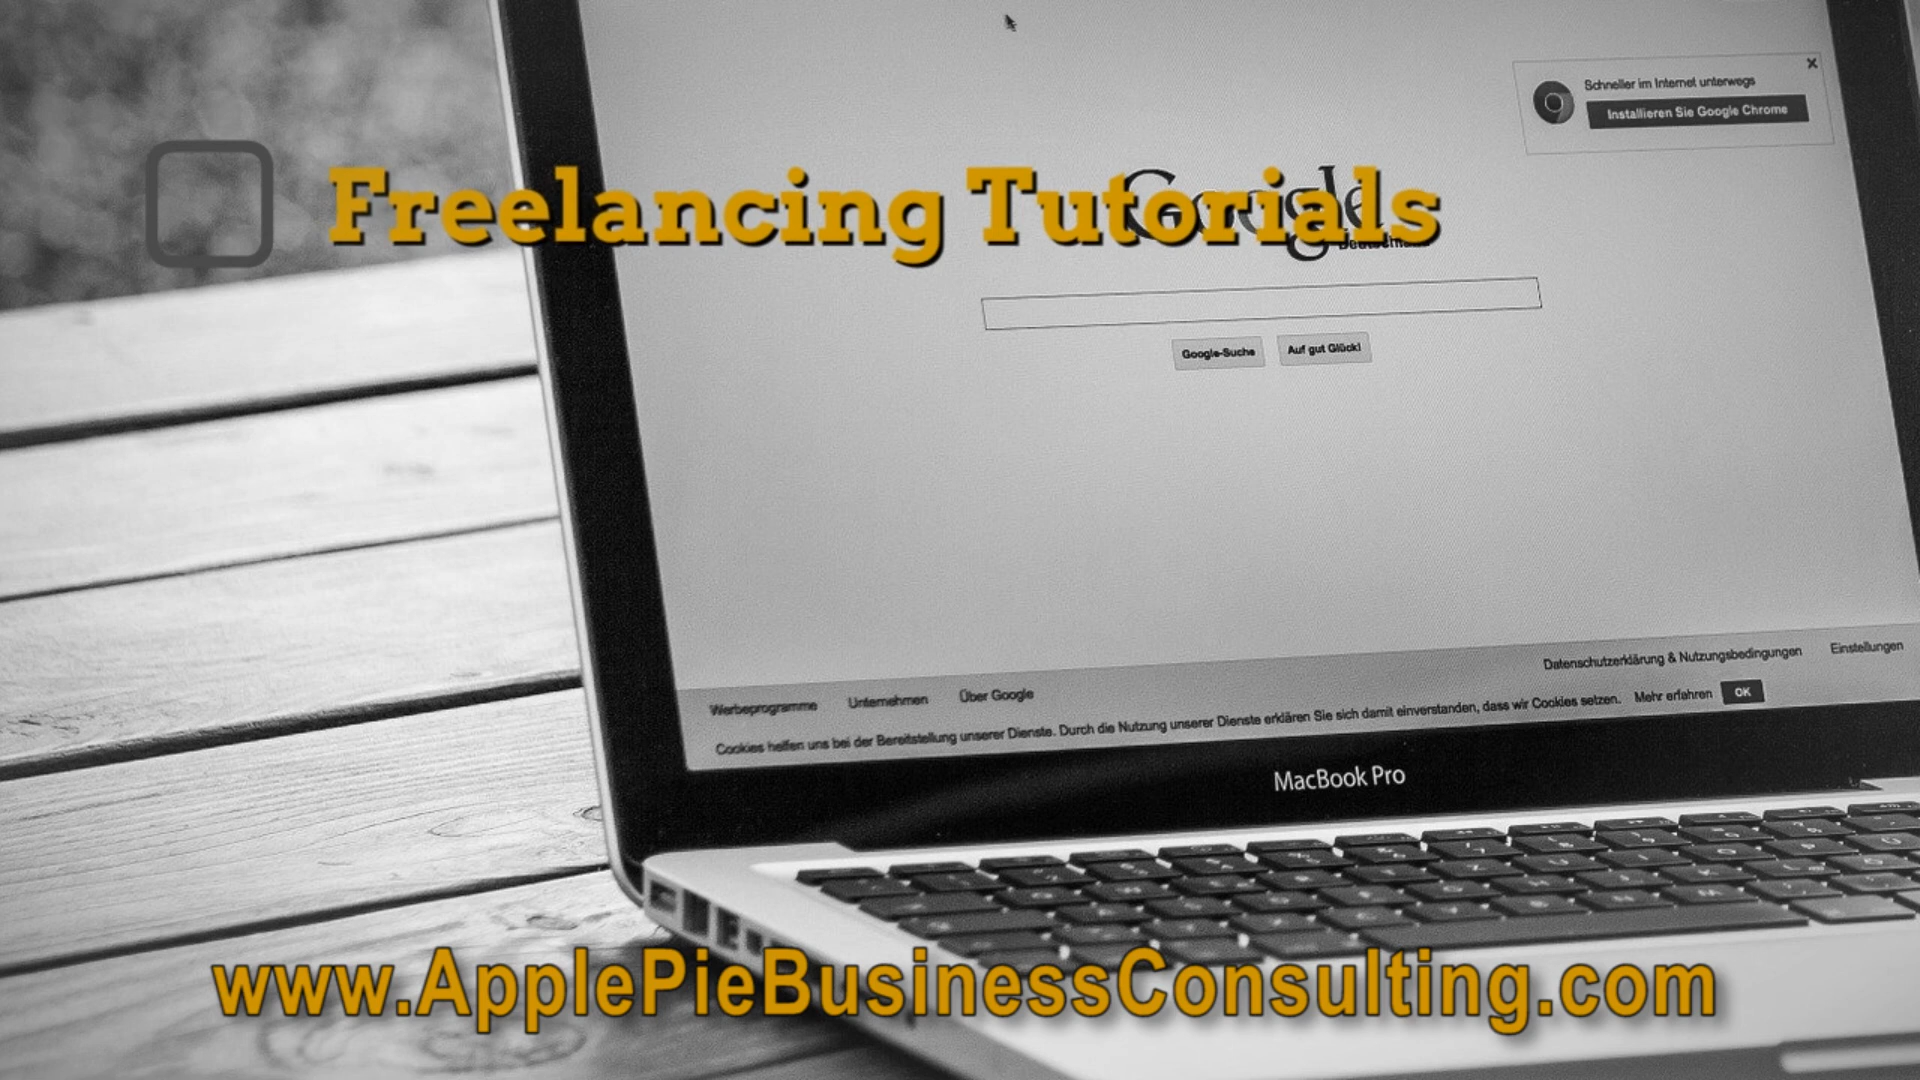 Schneller im Internet unterwegs
Installieren Sie Google Chrome
Freelancing Tutorials
Google
Deutschland
Google-Suche
Auf gut Glück!
Datenschutzerklärung & Nutzungsbedingungen
Einstellungen
Werbeprogramme
Unternehmen
Über Google
Cookies helfen uns bei der Bereitstellung unserer Dienste. Durch die Nutzung unserer Dienste erklären Sie sich damit einverstanden, dass wir Cookies setzen.
Mehr erfahren
OK
MacBook Pro
www.ApplePieBusinessConsulting.com